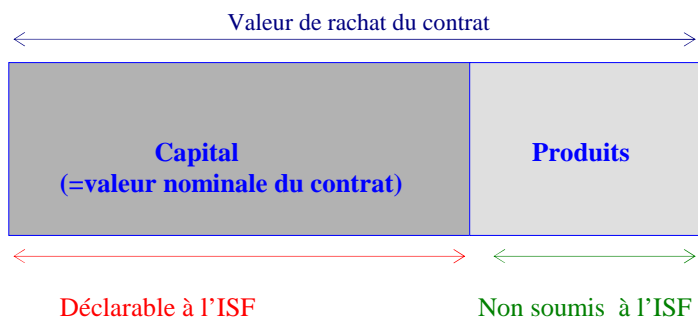 Valeur de rachat du contrat
Capital
(=valeur nominale du contrat)
Produits
Déclarable à l’ISF
Non soumis à l’ISF